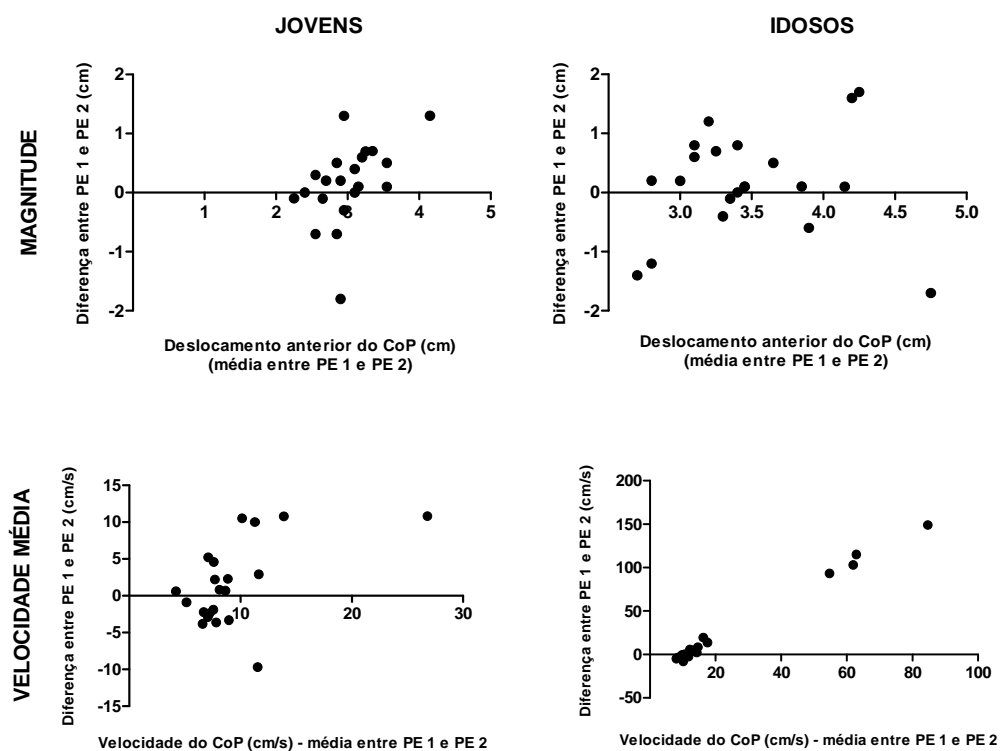 JOVENS
IDOSOS
MAGNITUDE
Diferença entre PE 1 e PE 2 (cm)
2
1
0
-1
-2
1
2
3
4
5
Deslocamento anterior do CoP (cm)
(média entre PE 1 e PE 2)
Diferença entre PE 1 e PE 2 (cm)
2
1
0
-1
-2
3.0
3.5
4.0
4.5
5.0
Deslocamento anterior do CoP (cm)
(média entre PE 1 e PE 2)
VELOCIDADE MÉDIA
Diferença entre PE 1 e PE 2 (cm/s)
15
10
5
0
-5
-10
-15
10
20
30
Velocidade do CoP (cm/s) - média entre PE 1 e PE 2
Diferença entre PE 1 e PE 2 (cm/s)
200
150
100
50
0
-50
20
40
60
80
100
Velocidade do CoP (cm/s) - média entre PE 1 e PE 2